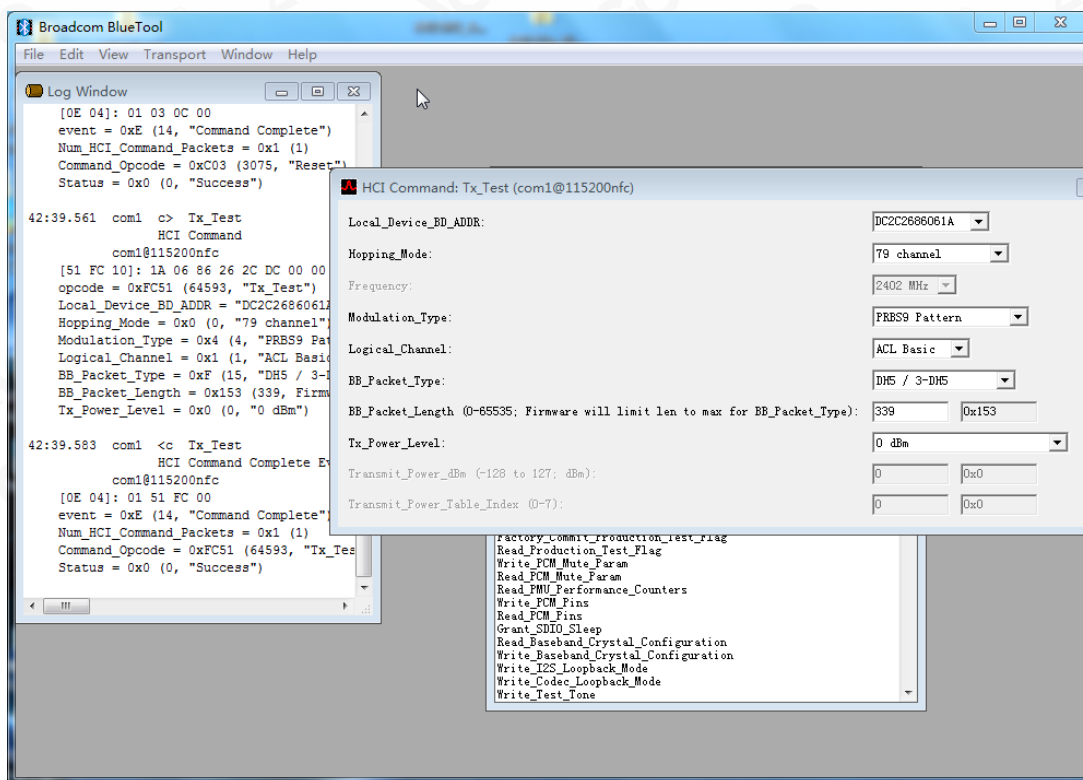 Broadcom BlueTool
File Edit View Transport Window Help
Log Window
[0E 04]: 01 03 0C 00
event = 0xE (14, "Command Complete")
Num_HCI_Command_Packets = 0x1 (1)
Command_Opcode = 0xC03 (3075, "Reset")
Status = 0x0 (0, "Success")
42:39.561 com1 c> Tx_Test
HCI Command
com1@115200nfc
[51 FC 10]: 1A 06 86 26 2C DC 00 00
opcode = 0xFC51 (64593, "Tx_Test")
Local_Device_BD_ADDR = "DC2C2686061A
Hopping_Mode = 0x0 (0, "79 channel")
Modulation_Type = 0x4 (4, "PRBS9 Pat
Logical_Channel = 0x1 (1, "ACL Basic
BB_Packet_Type = 0xF (15, "DH5 / 3-D
BB_Packet_Length = 0x153 (339, Firmw
Tx_Power_Level = 0x0 (0, "0 dBm")
42:39.583 com1 <c Tx_Test
HCI Command Complete Ev
com1@115200nfc
[0E 04]: 01 51 FC 00
event = 0xE (14, "Command Complete"
Num_HCI_Command_Packets = 0x1 (1)
Command_Opcode = 0xFC51 (64593, "Tx_Tes
Status = 0x0 (0, "Success")
HCI Command: Tx_Test (com1@115200nfc)
Local_Device_BD_ADDR: DC2C2686061A
Hopping_Mode: 79 channel
Frequency: 2402 MHz
Modulation_Type: PRBS9 Pattern
Logical_Channel: ACL Basic
BB_Packet_Type: DH5 / 3-DH5
BB_Packet_Length (0-65535; Firmware will limit len to max for BB_Packet_Type): 339 0x153
Tx_Power_Level: 0 dBm
Transmit_Power_dBm (-128 to 127; dBm): 0 0x0
Transmit_Power_Table_Index (0-7): 0 0x0
Factory_Commit_Production_Test_Flag
Read_Production_Test_Flag
Write_PCM_Mute_Param
Read_PCM_Mute_Param
Read_PMU_Performance_Counters
Write_PCM_Pins
Read_PCM_Pins
Grant_SDIO_Sleep
Read_Baseband_Crystal_Configuration
Write_Baseband_Crystal_Configuration
Write_I2S_Loopback_Mode
Write_Codec_Loopback_Mode
Write_Test_Tone